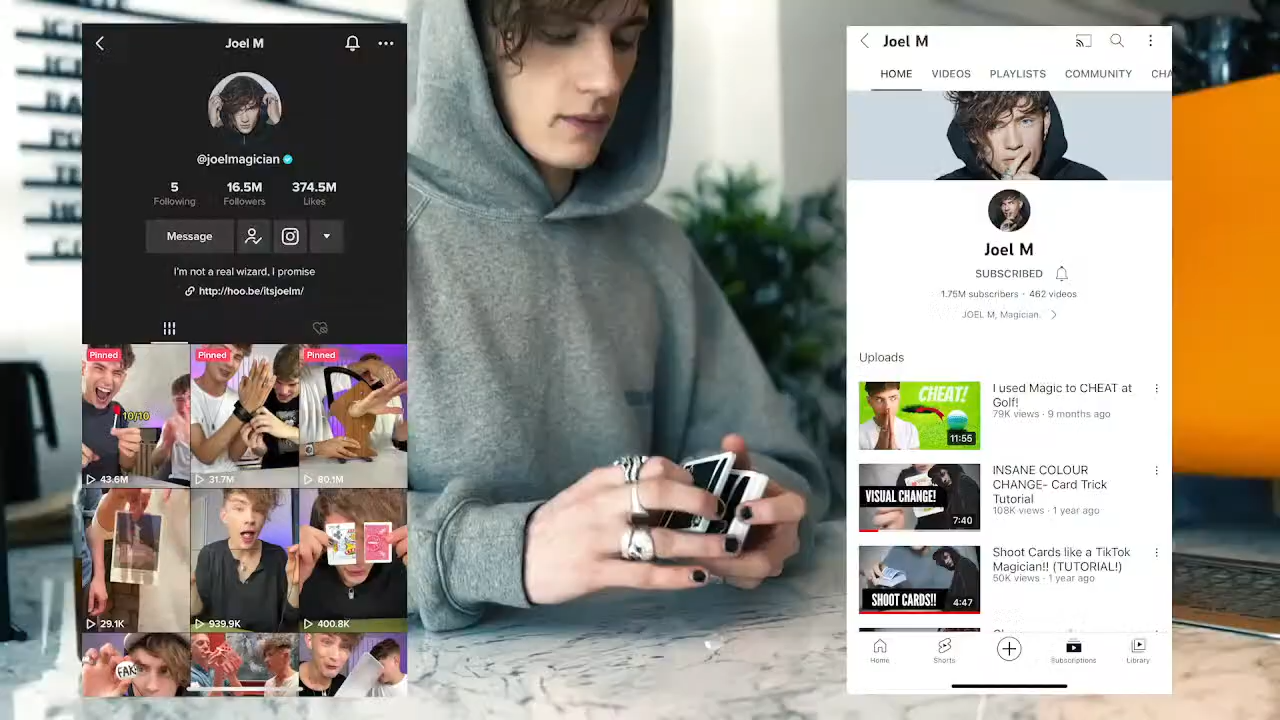 Joel M
@joelmagician
5 16.5M 374.5M
Following Followers Likes
Message
I'm not a real wizard, I promise
http://hoo.be/itsjoelm/
Pinned Pinned Pinned
10/10
43.6M 31.7M 80.1M
29.1K 939.9K 400.8K
FAKE
Joel M
HOME VIDEOS PLAYLISTS COMMUNITY CHA
Joel M
SUBSCRIBED
1.75M subscribers · 462 videos
JOEL M, Magician.
Uploads
CHEAT!
11:55
I used Magic to CHEAT at
Golf!
79K views · 9 months ago
VISUAL CHANGE!
7:40
INSANE COLOUR
CHANGE- Card Trick
Tutorial
108K views · 1 year ago
SHOOT CARDS!!
4:47
Shoot Cards like a TikTok
Magician!! (TUTORIAL!)
50K views · 1 year ago
Home Shorts Subscriptions Library